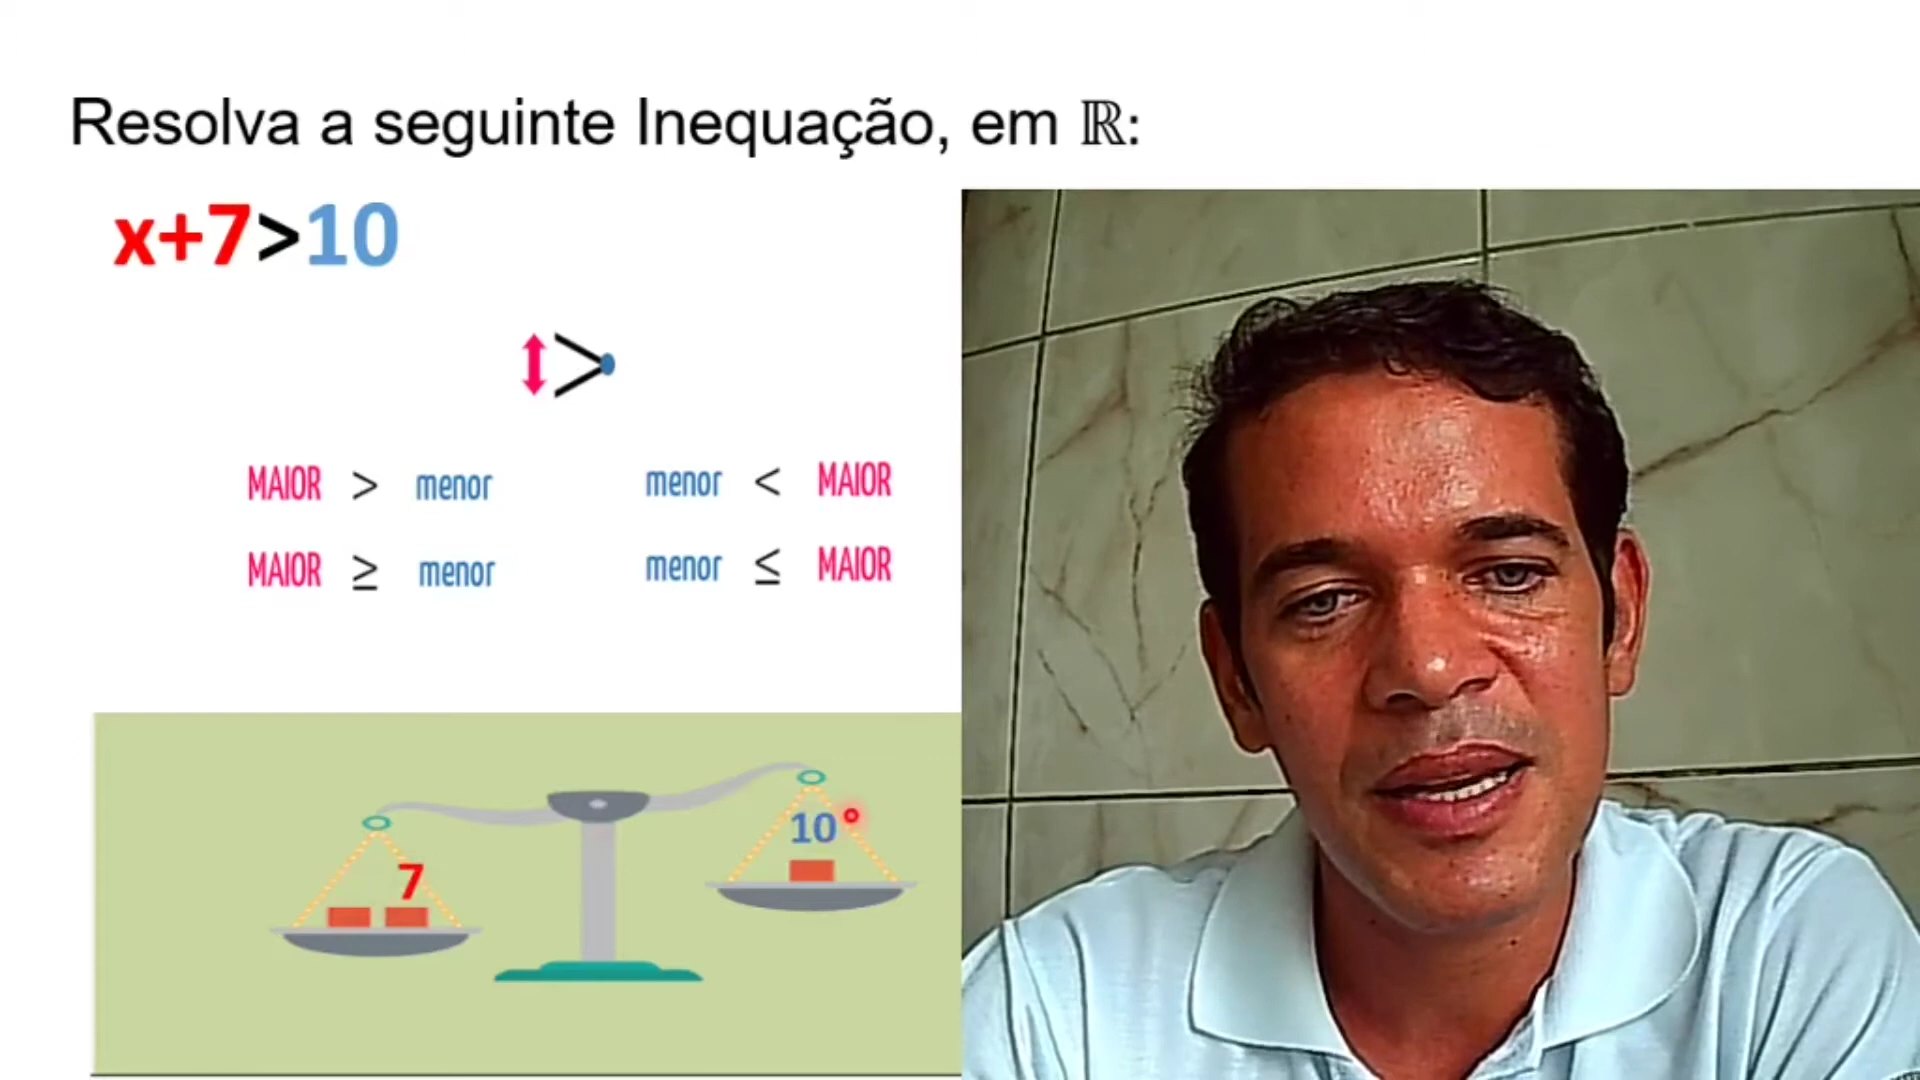 Resolva a seguinte Inequação, em ℝ:
x+7>10
>
MAIOR > menor menor < MAIOR
MAIOR ≥ menor menor ≤ MAIOR
10
7